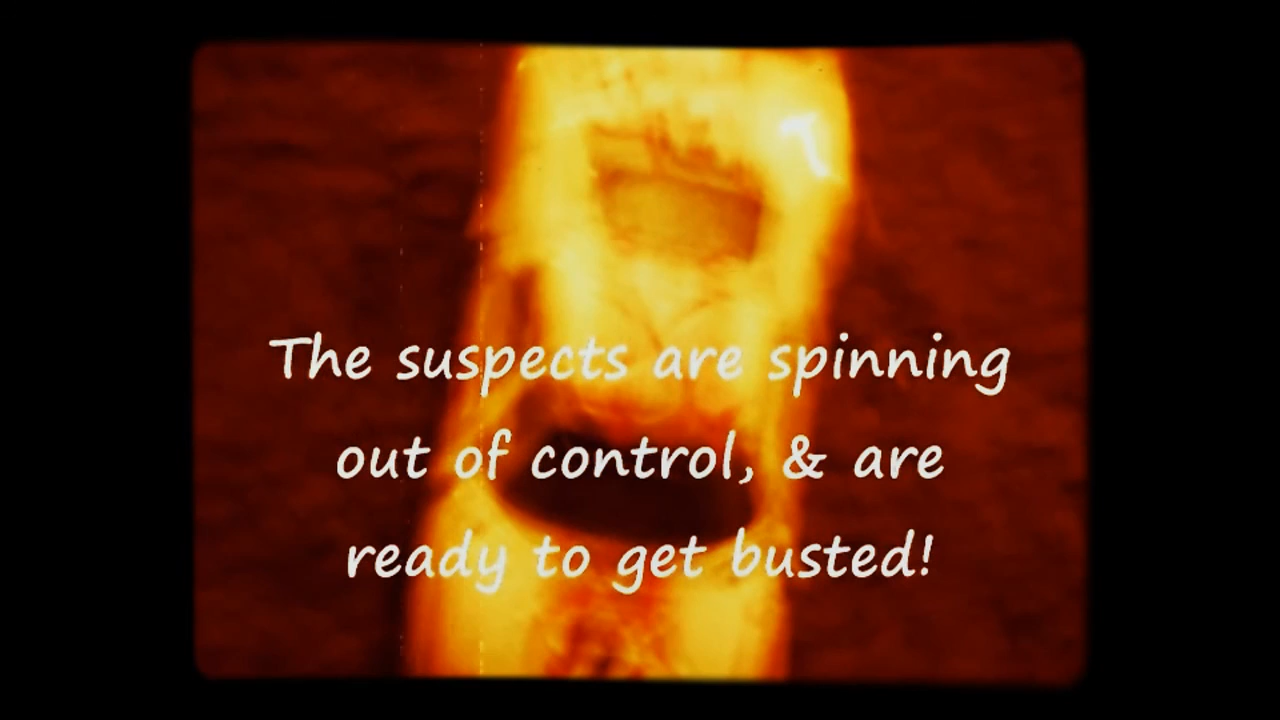 The suspects are spinning
out of control, & are
ready to get busted!